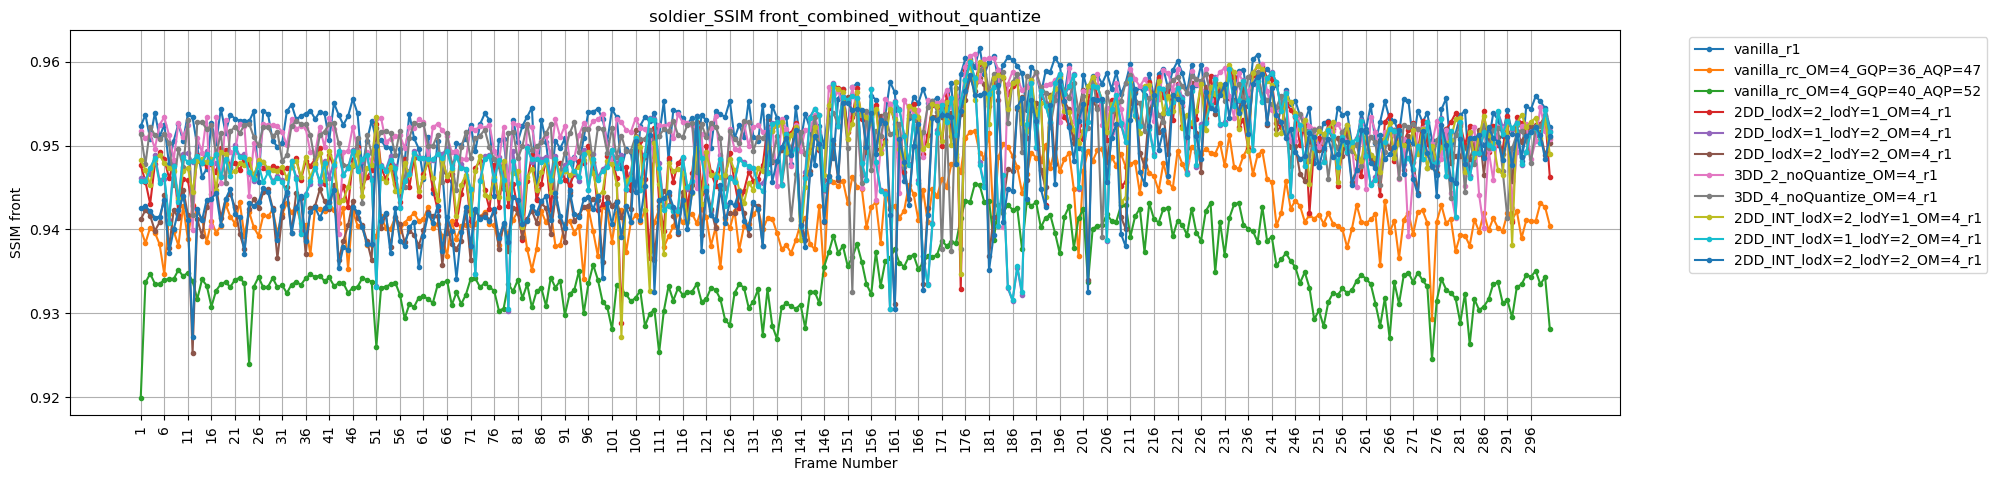 soldier_SSIM front_combined_without_quantize
SSIM front
0.96
0.95
0.94
0.93
0.92
1 6 11 16 21 26 31 36 41 46 51 56 61 66 71 76 81 86 91 96 101 106 111 116 121 126 131 136 141 146 151 156 161 166 171 176 181 186 191 196 201 206 211 216 221 226 231 236 241 246 251 256 261 266 271 276 281 286 291 296
Frame Number
vanilla_r1
vanilla_rc_OM=4_GQP=36_AQP=47
vanilla_rc_OM=4_GQP=40_AQP=52
2DD_lodX=2_lodY=1_OM=4_r1
2DD_lodX=1_lodY=2_OM=4_r1
2DD_lodX=2_lodY=2_OM=4_r1
3DD_2_noQuantize_OM=4_r1
3DD_4_noQuantize_OM=4_r1
2DD_INT_lodX=2_lodY=1_OM=4_r1
2DD_INT_lodX=1_lodY=2_OM=4_r1
2DD_INT_lodX=2_lodY=2_OM=4_r1